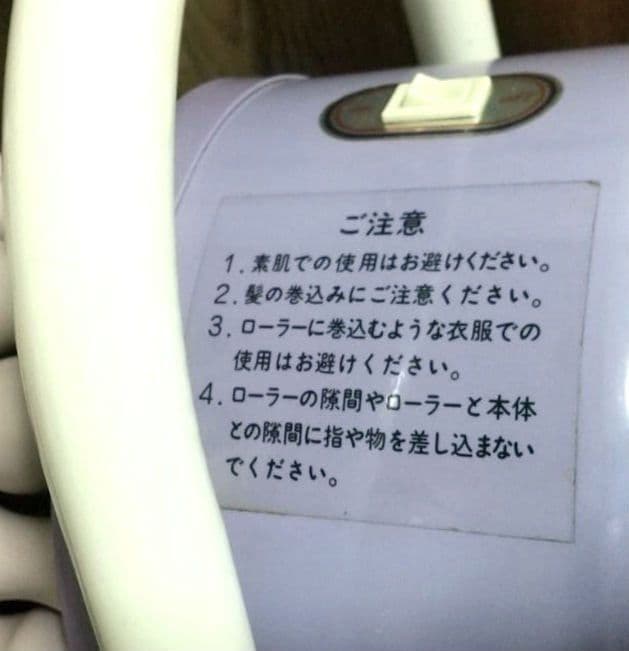 ご注意
1. 素肌での使用はお避けください。
2. 髪の巻込みにご注意ください。
3. ローラーに巻込むような衣服での
使用はお避けください。
4. ローラーの隙間やローラーと本体
との隙間に指や物を差し込まない
でください。